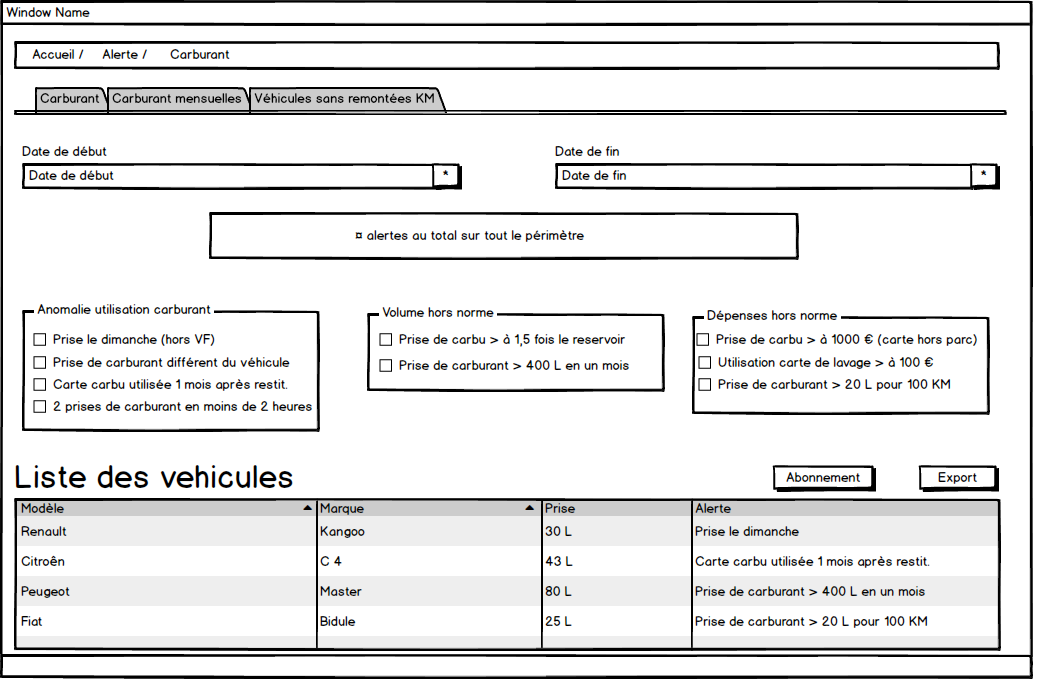 Window Name
Accueil / Alerte / Carburant
Carburant Carburant mensuelles Véhicules sans remontées KM
Date de début Date de fin
Date de début * Date de fin *
¤ alertes au total sur tout le périmètre
Anomalie utilisation carburant
Prise le dimanche (hors VF)
Prise de carburant différent du véhicule
Carte carbu utilisée 1 mois après restit.
2 prises de carburant en moins de 2 heures
Volume hors norme
Prise de carbu > à 1,5 fois le reservoir
Prise de carburant > 400 L en un mois
Dépenses hors norme
Prise de carbu > à 1000 € (carte hors parc)
Utilisation carte de lavage > à 100 €
Prise de carburant > 20 L pour 100 KM
Liste des vehicules Abonnement Export
Modèle Marque Prise Alerte
Renault Kangoo 30 L Prise le dimanche
Citroên C 4 43 L Carte carbu utilisée 1 mois après restit.
Peugeot Master 80 L Prise de carburant > 400 L en un mois
Fiat Bidule 25 L Prise de carburant > 20 L pour 100 KM